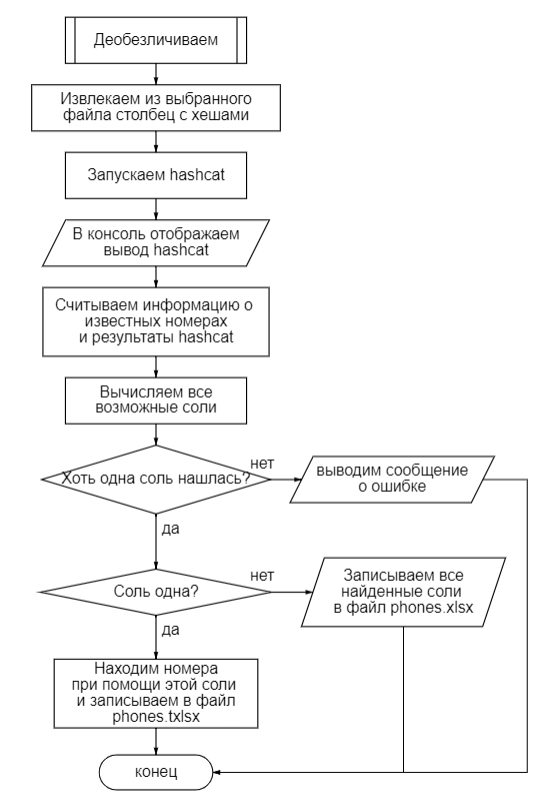 Деобезличиваем
Извлекаем из выбранного
файла столбец с хешами
Запускаем hashcat
В консоль отображаем
вывод hashcat
Считываем информацию о
известных номерах
и результаты hashcat
Вычисляем все
возможные соли
Хоть одна соль нашлась?
нет
выводим сообщение
о ошибке
да
Соль одна?
нет
Записываем все
найденные соли
в файл phones.xlsx
да
Находим номера
при помощи этой соли
и записываем в файл
phones.txlsx
конец